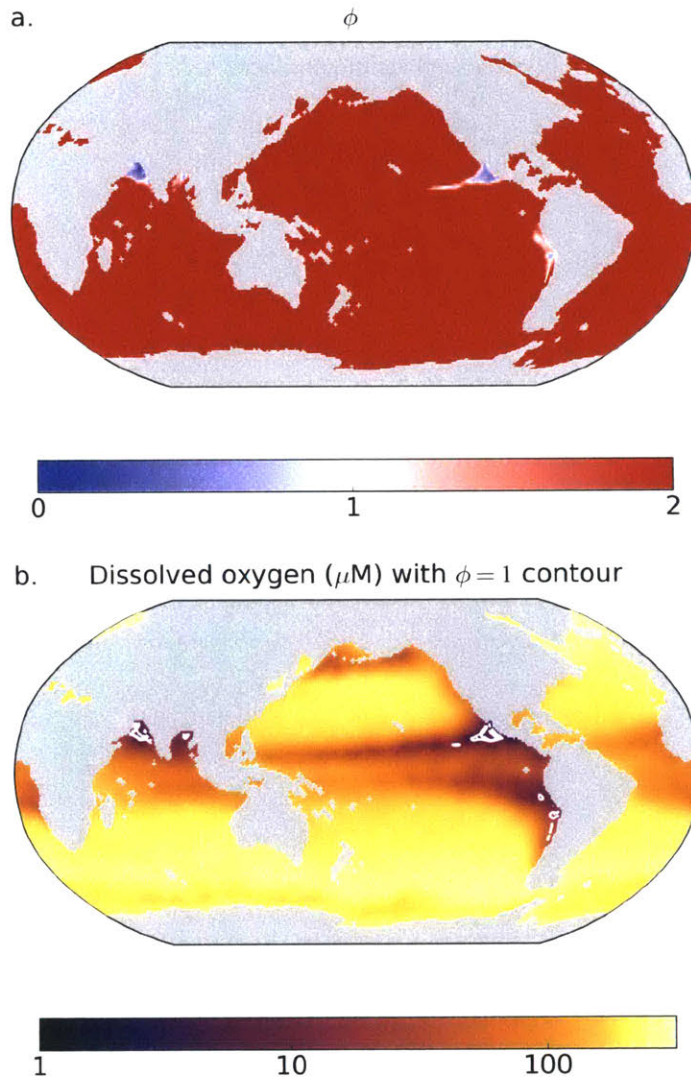 a.
ϕ
0 1 2
b. Dissolved oxygen (μM) with ϕ = 1 contour
1 10 100